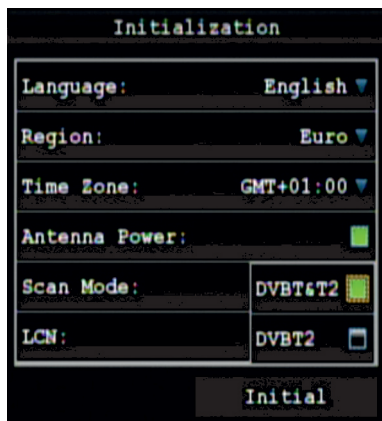 Initialization
Language: English
Region: Euro
Time Zone: GMT+01:00
Antenna Power:
Scan Mode: DVBT&T2
LCN: DVBT2
Initial